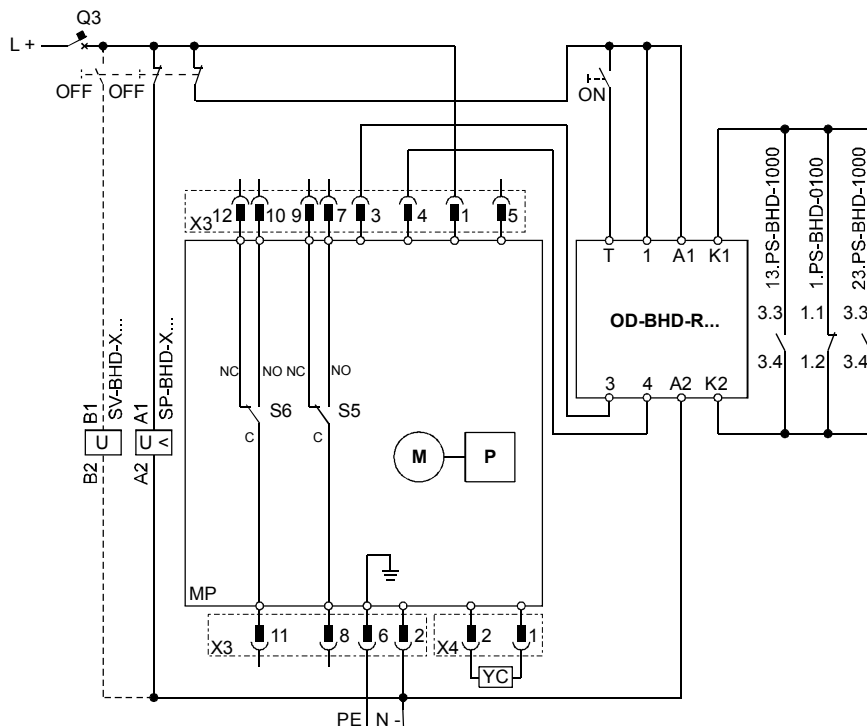 Q3
L +
OFF OFF
ON
X3
12 10 9 7 3 4 1 5
T 1 A1 K1
OD-BHD-R...
3 4 A2 K2
13.PS-BHD-1000
1.PS-BHD-0100
23.PS-BHD-1000
3.3 1.1 3.3
3.4 1.2 3.4
NC NO NC NO
S6 S5
C C
B1 SV-BHD-X...
A1 SP-BHD-X...
U U <
B2 A2
M P
MP
X3 11 8 6 2
X4 2 1
YC
PE N -